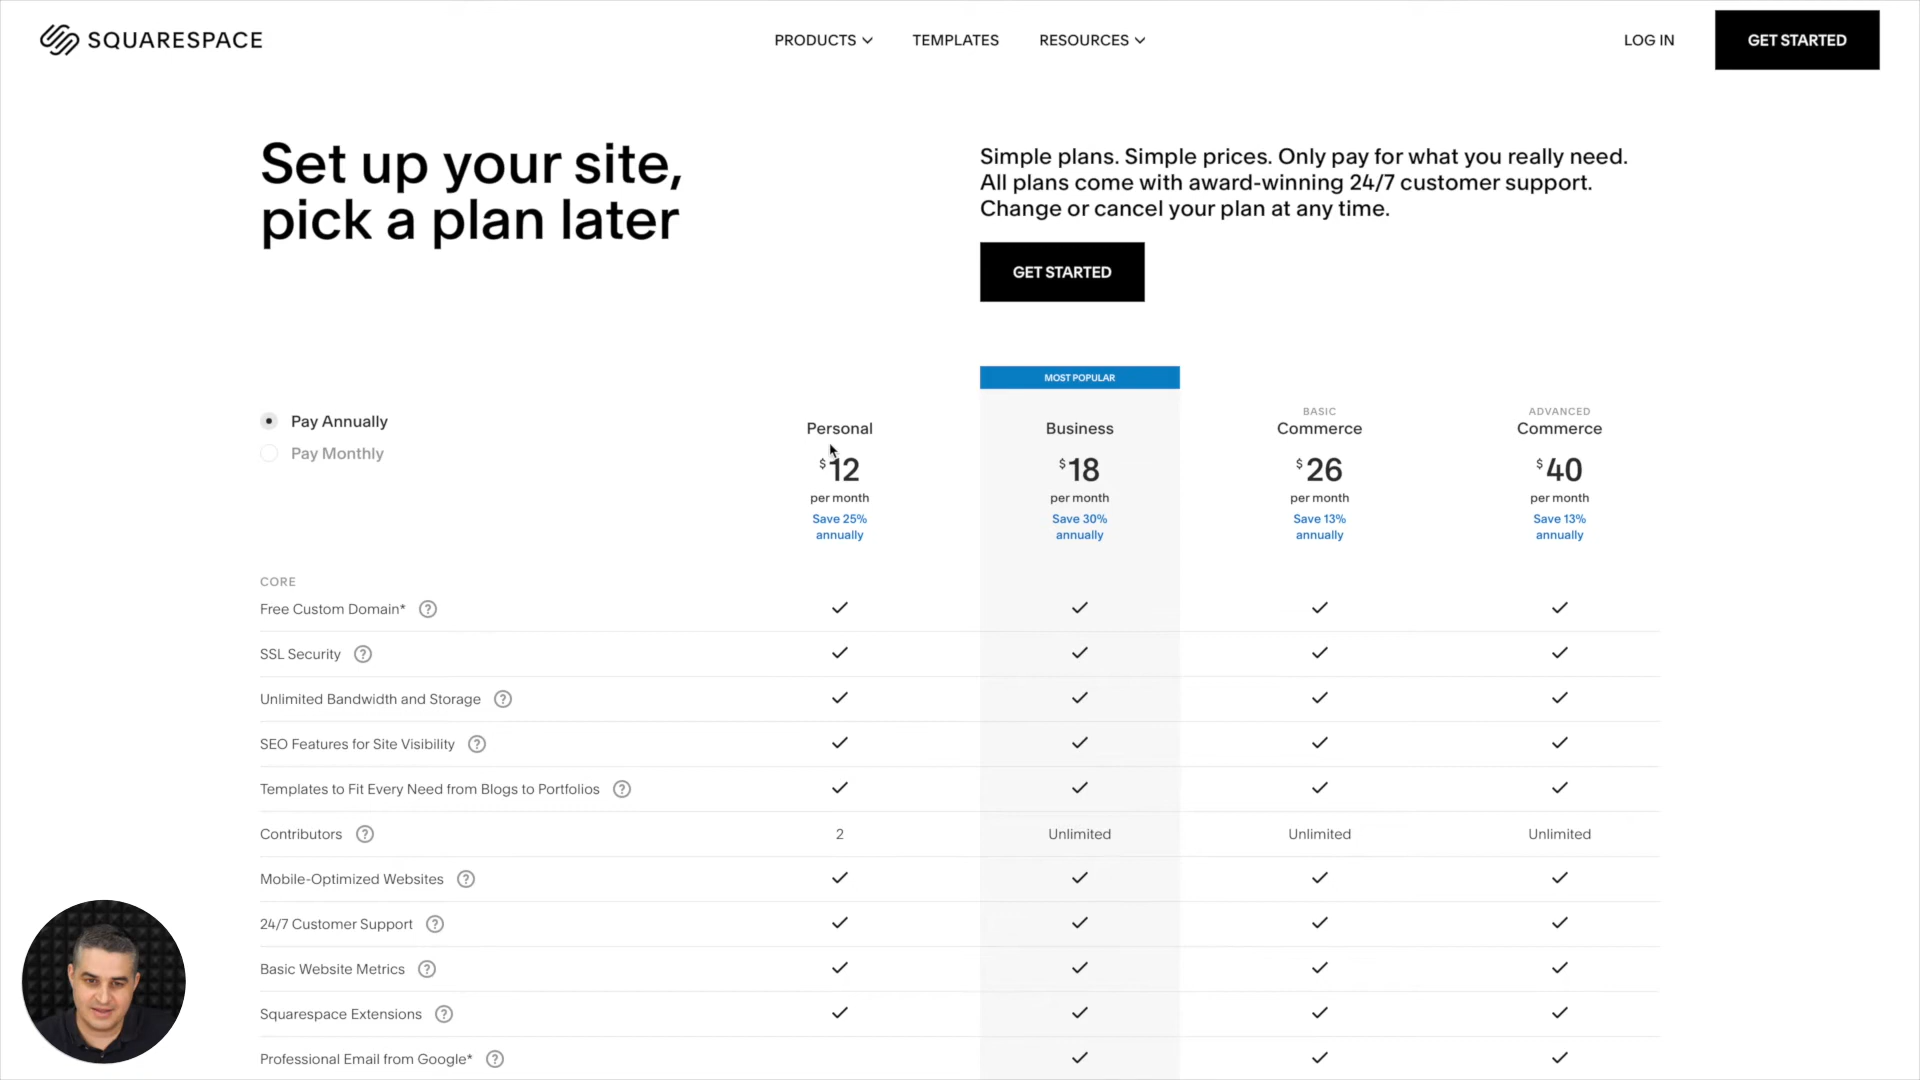 SQUARESPACE
PRODUCTS
TEMPLATES
RESOURCES
LOG IN
GET STARTED
Set up your site,
pick a plan later
Simple plans. Simple prices. Only pay for what you really need.
All plans come with award-winning 24/7 customer support.
Change or cancel your plan at any time.
GET STARTED
MOST POPULAR
Pay Annually
Pay Monthly
Personal
$12
per month
Save 25%
annually
Business
$18
per month
Save 30%
annually
BASIC
Commerce
$26
per month
Save 13%
annually
ADVANCED
Commerce
$40
per month
Save 13%
annually
CORE
Free Custom Domain* ?
SSL Security ?
Unlimited Bandwidth and Storage ?
SEO Features for Site Visibility ?
Templates to Fit Every Need from Blogs to Portfolios ?
Contributors ? 2 Unlimited Unlimited Unlimited
Mobile-Optimized Websites ?
24/7 Customer Support ?
Basic Website Metrics ?
Squarespace Extensions ?
Professional Email from Google* ?